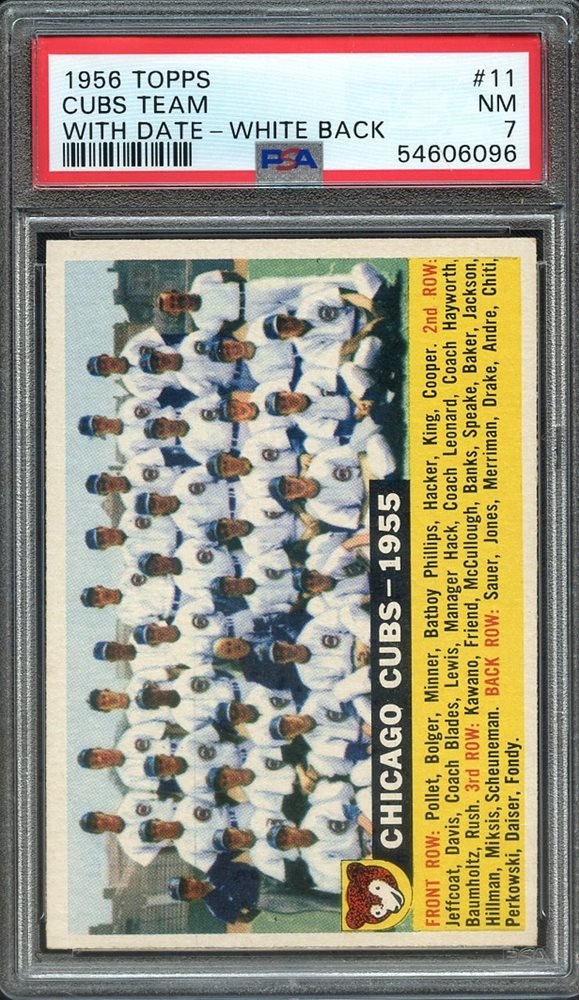 1956 TOPPS #11
CUBS TEAM NM
WITH DATE – WHITE BACK 7
PSA 54606096
CHICAGO CUBS – 1955
FRONT ROW: Pollet, Bolger, Minner, Batboy Phillips, Hacker, King, Cooper. 2nd ROW:
Jeffcoat, Davis, Coach Blades, Lewis, Manager Hack, Coach Leonard, Coach Hayworth,
Baumholtz, Rush. 3rd ROW: Kawano, Friend, McCullough, Banks, Speake, Baker, Jackson,
Hillman, Miksis, Scheuneman. BACK ROW: Sauer, Jones, Merriman, Drake, Andre, Chiti,
Perkowski, Daiser, Fondy.